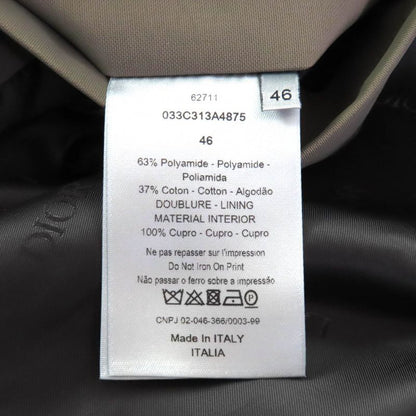 62711
46
033C313A4875
46
63% Polyamide - Polyamide -
Poliamida
37% Coton - Cotton - Algodão
DOUBLURE - LINING
MATERIAL INTERIOR
100% Cupro - Cupro - Cupro
Ne pas repasser sur l'impression
Do Not Iron On Print
Não passar o ferro sobre a impressão
CNPJ 02-046-366/0003-99
Made In ITALY
ITALIA
DIOR